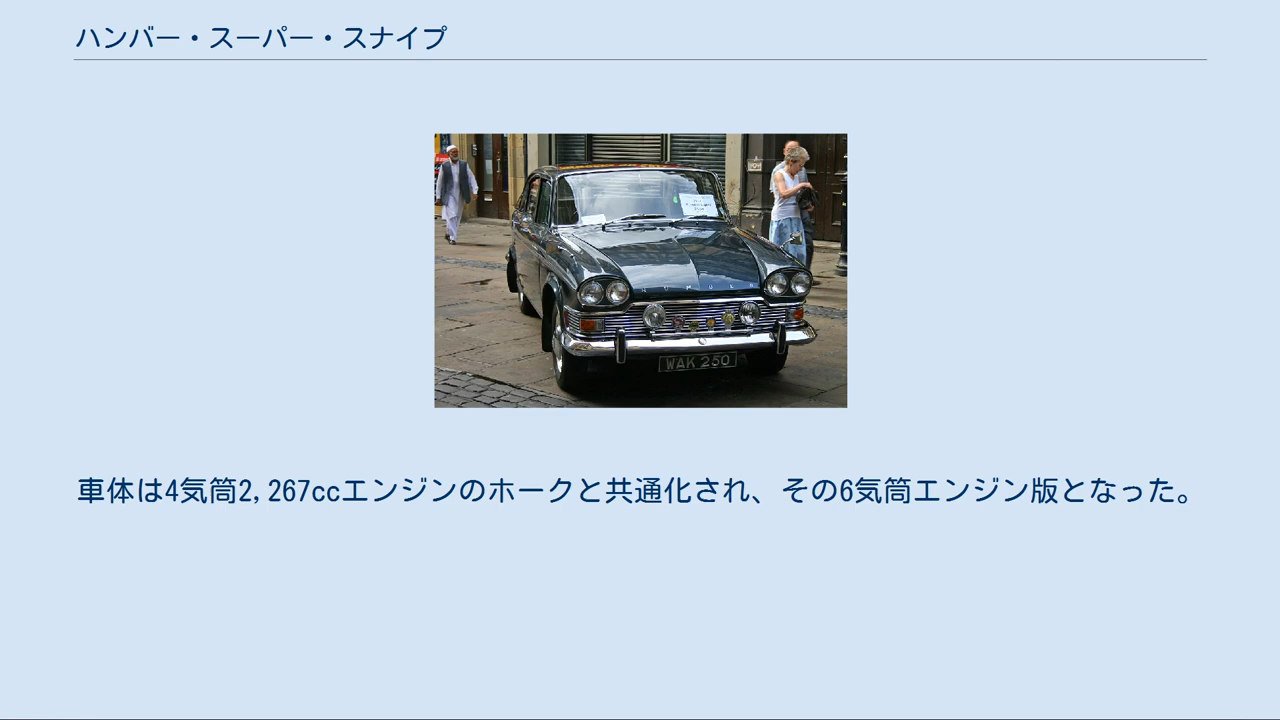 ハンバー・スーパー・スナイプ
HUMBER
WAK 250
車体は4気筒2,267ccエンジンのホークと共通化され、その6気筒エンジン版となった。